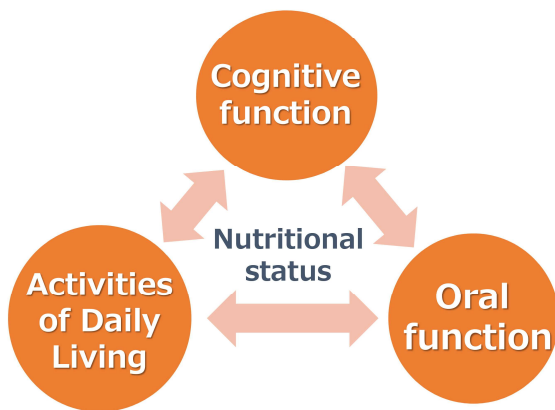 Cognitive
function
Nutritional
status
Activities
of Daily
Living
Oral
function